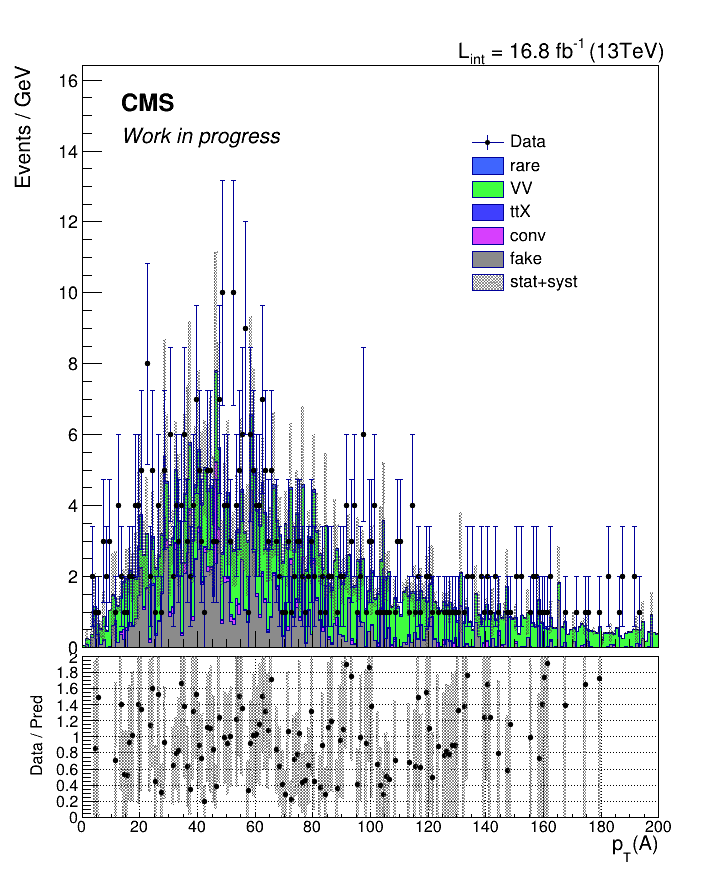 L_int = 16.8 fb^-1 (13TeV)
Events / GeV
CMS
Work in progress
Data
rare
VV
ttX
conv
fake
stat+syst
16
14
12
10
8
6
4
2
0
Data / Pred
2
1.8
1.6
1.4
1.2
1
0.8
0.6
0.4
0.2
0
0 20 40 60 80 100 120 140 160 180 200
p_T(A)